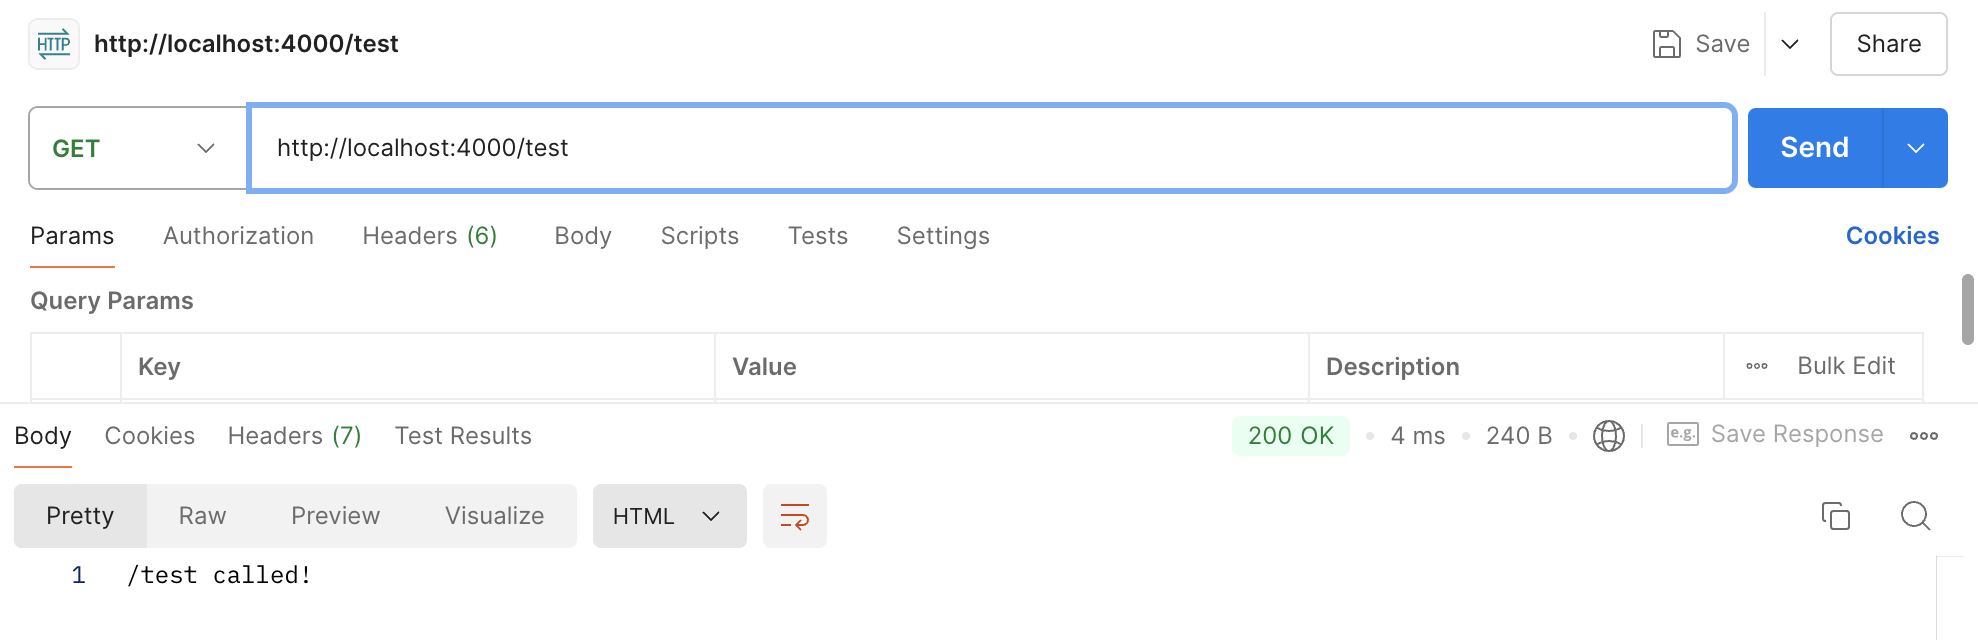 HTTP http://localhost:4000/test Save Share
GET http://localhost:4000/test Send
Params Authorization Headers (6) Body Scripts Tests Settings Cookies
Query Params
Key Value Description Bulk Edit
Body Cookies Headers (7) Test Results 200 OK 4 ms 240 B e.g. Save Response
Pretty Raw Preview Visualize HTML
1 /test called!